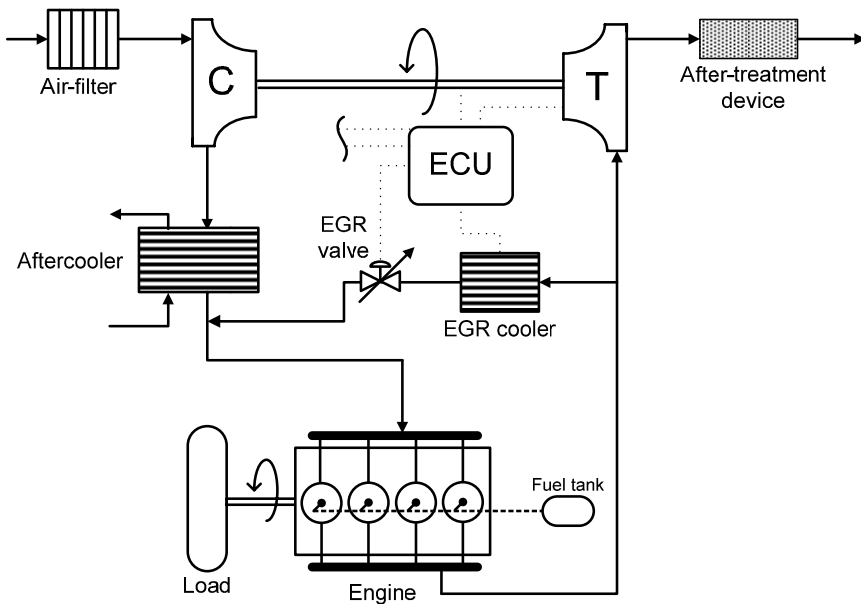 Air-filter
C
T
After-treatment
device
ECU
EGR
valve
Aftercooler
EGR cooler
Fuel tank
Load
Engine